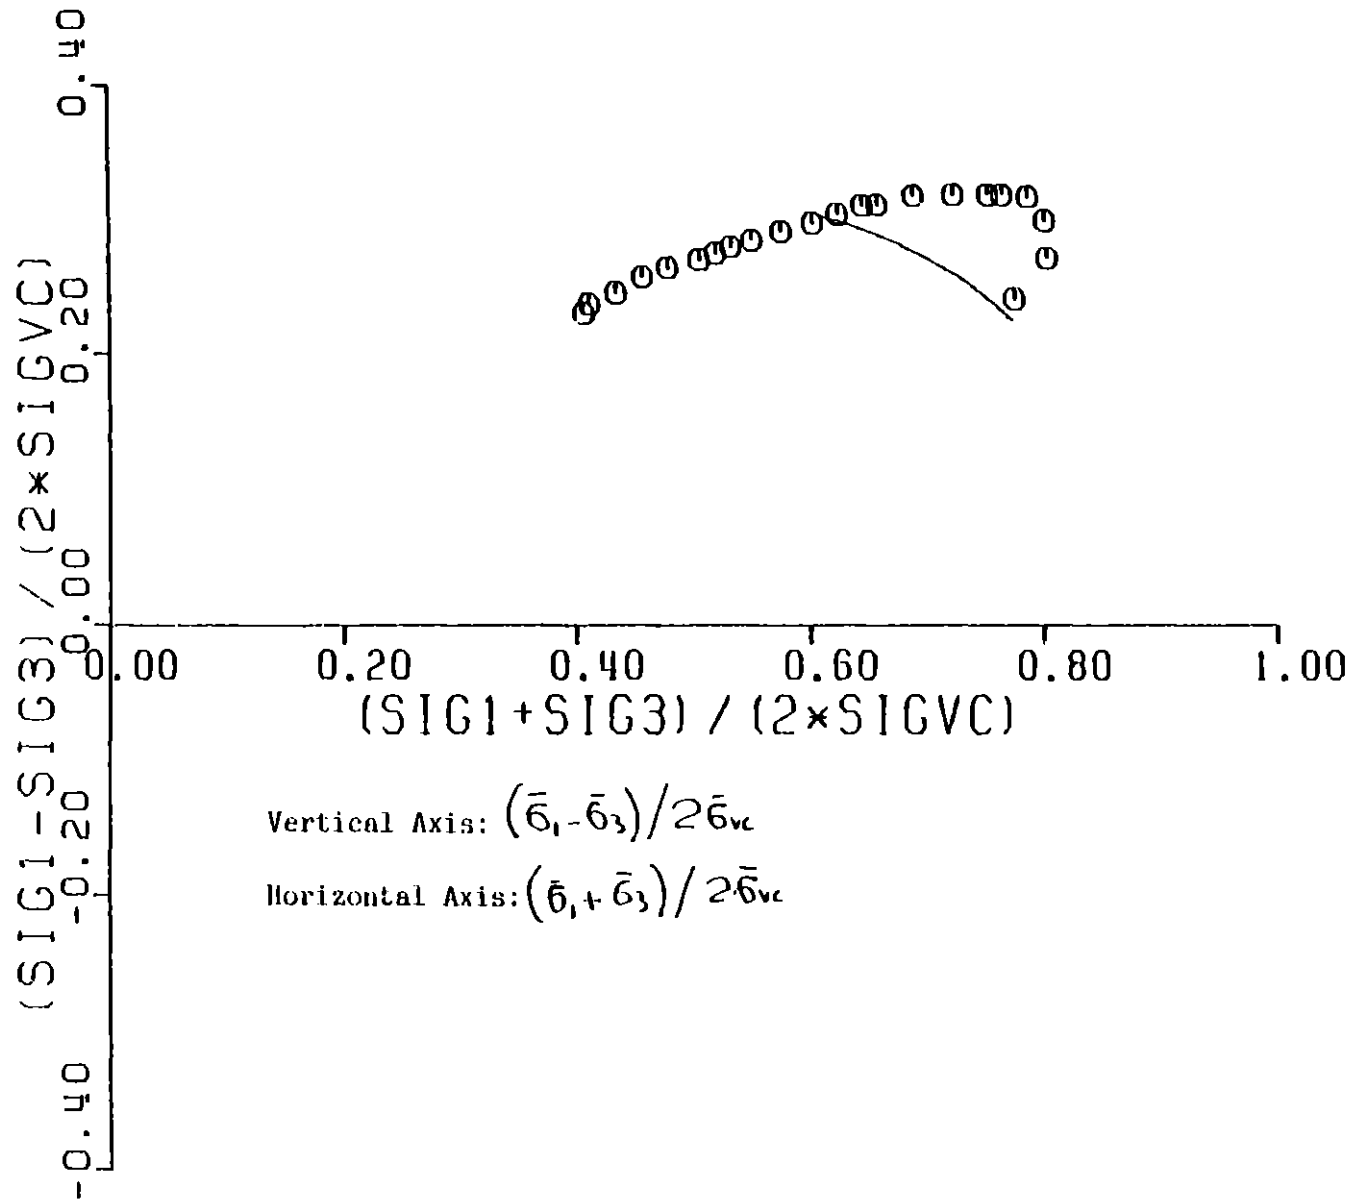 0.40
0.20
0.00
-0.20
-0.40
(SIG1-SIG3)/(2*SIGVC)
0.00 0.20 0.40 0.60 0.80 1.00
(SIG1+SIG3)/(2*SIGVC)
Vertical Axis: (σ̄₁-σ̄₃)/2σ̄vc
Horizontal Axis: (σ̄₁+σ̄₃)/2σ̄vc